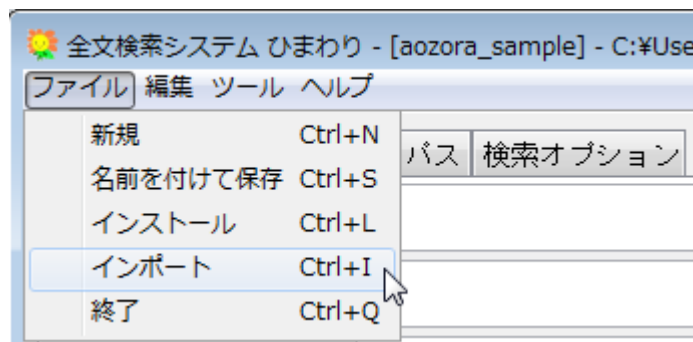 全文検索システム ひまわり - [aozora_sample] - C:¥Use
ファイル 編集 ツール ヘルプ
新規 Ctrl+N
パス 検索オプション
名前を付けて保存 Ctrl+S
インストール Ctrl+L
インポート Ctrl+I
終了 Ctrl+Q